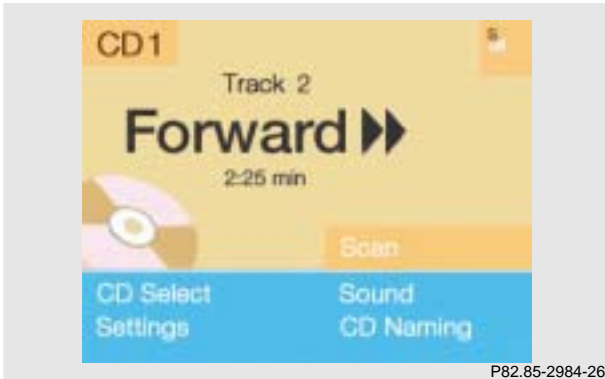 CD1
S
Track 2
Forward
2:25 min
Scan
CD Select Sound
Settings CD Naming
P82.85-2984-26